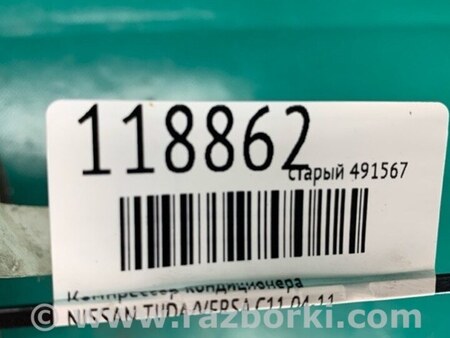 118862
старый 491567
Компрессор кондиционера
NISSAN TIIDA/VERSA C11 04-11
© www.razborki.com